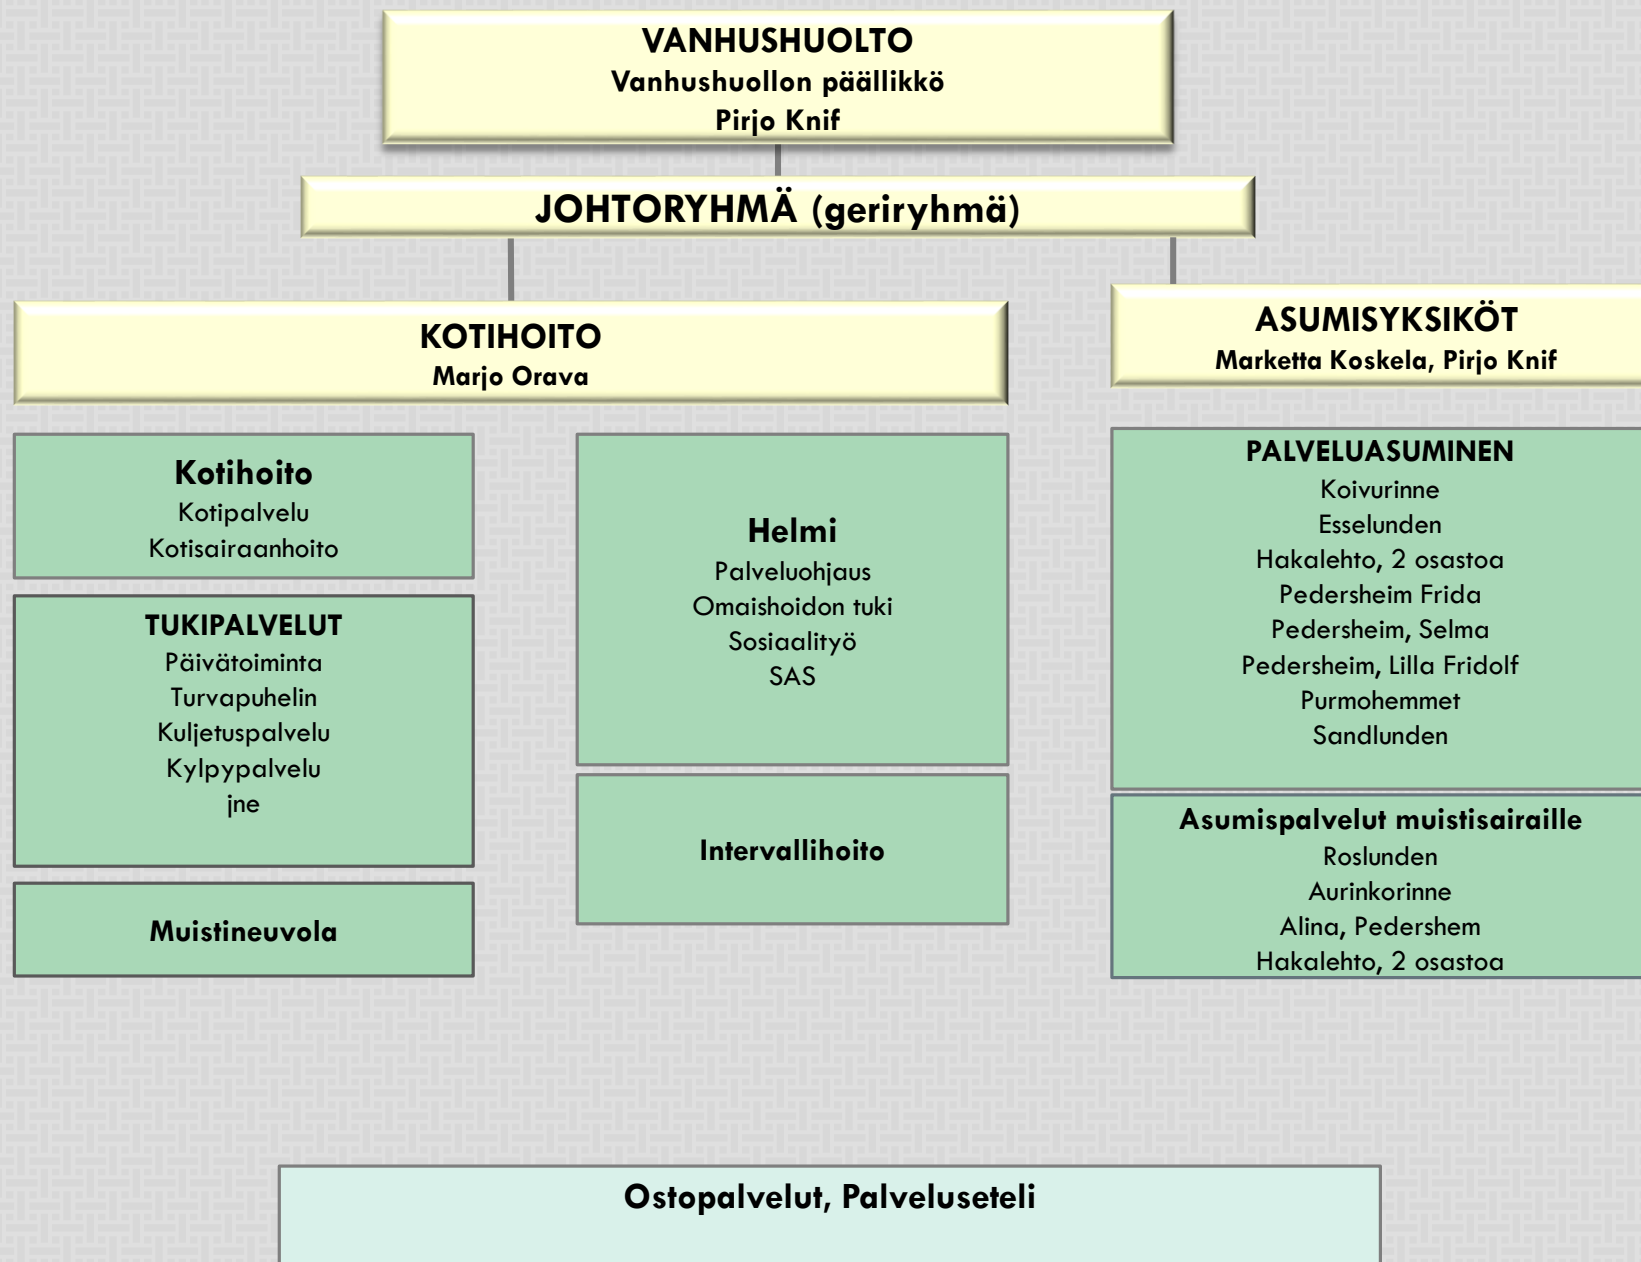 VANHUSHUOLTO
Vanhushuollon päällikkö
Pirjo Knif
JOHTORYHMÄ (geriryhmä)
KOTIHOITO
Marjo Orava
ASUMISYKSIKÖT
Marketta Koskela, Pirjo Knif
Kotihoito
Kotipalvelu
Kotisairaanhoito
TUKIPALVELUT
Päivätoiminta
Turvapuhelin
Kuljetuspalvelu
Kylpypalvelu
jne
Muistineuvola
Helmi
Palveluohjaus
Omaishoidon tuki
Sosiaalityö
SAS
Intervallihoito
PALVELUASUMINEN
Koivurinne
Esselunden
Hakalehto, 2 osastoa
Pedersheim Frida
Pedersheim, Selma
Pedersheim, Lilla Fridolf
Purmohemmet
Sandlunden
Asumispalvelut muistisairaille
Roslunden
Aurinkorinne
Alina, Pedershem
Hakalehto, 2 osastoa
Ostopalvelut, Palveluseteli